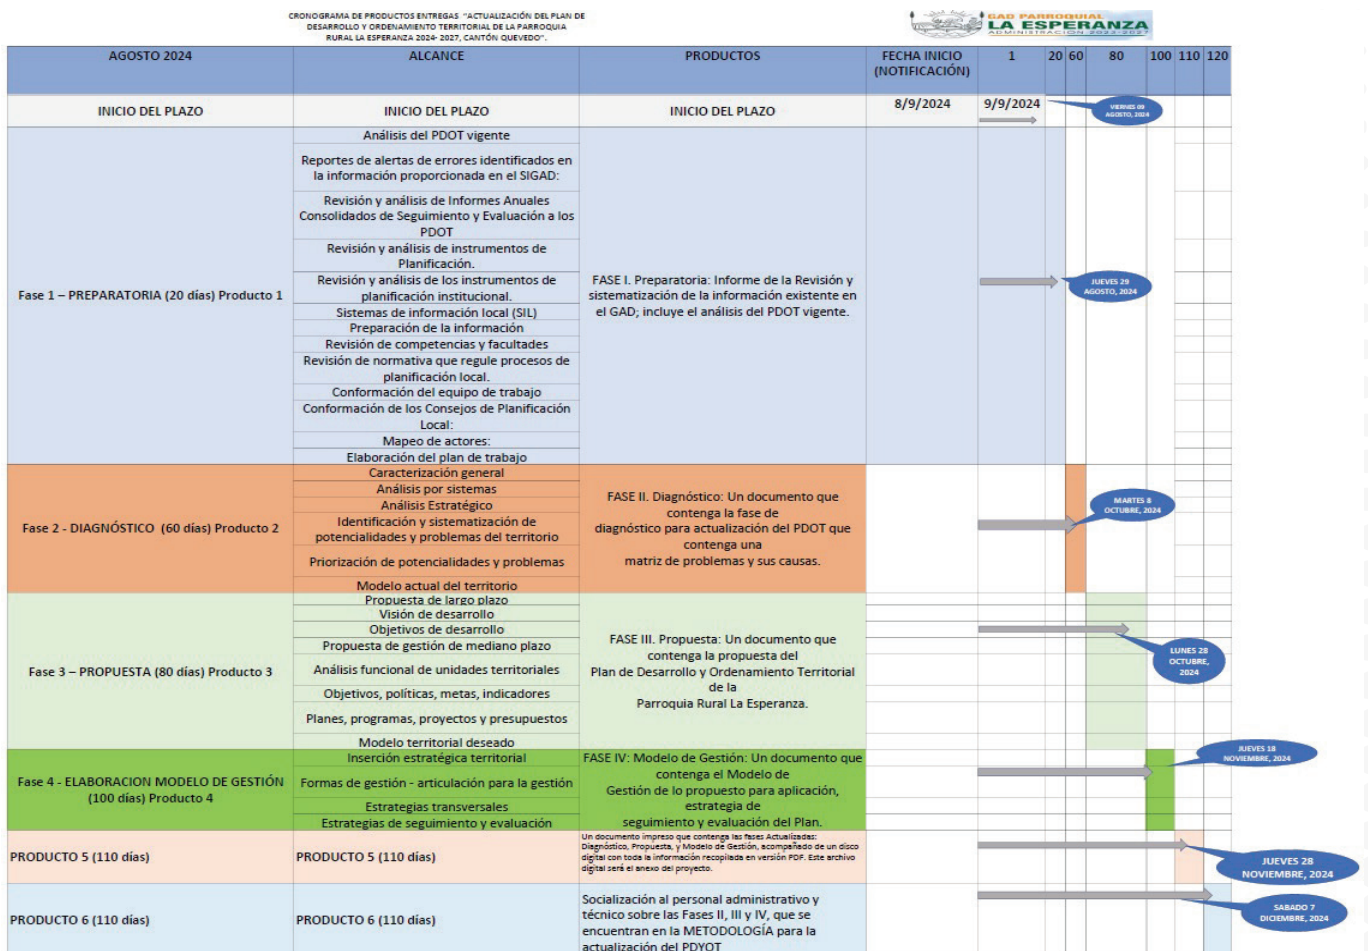 CRONOGRAMA DE PRODUCTOS ENTREGAS "ACTUALIZACIÓN DEL PLAN DE
DESARROLLO Y ORDENAMIENTO TERRITORIAL DE LA PARROQUIA
RURAL LA ESPERANZA 2024- 2027, CANTÓN QUEVEDO".
GAD PARROQUIAL
LA ESPERANZA
ADMINISTRACIÓN 2023-2027
AGOSTO 2024
ALCANCE
PRODUCTOS
FECHA INICIO
(NOTIFICACIÓN)
1
20
60
80
100
110
120
INICIO DEL PLAZO
INICIO DEL PLAZO
INICIO DEL PLAZO
8/9/2024
9/9/2024
VIERNES 09
AGOSTO, 2024
Fase 1 – PREPARATORIA (20 días) Producto 1
Análisis del PDOT vigente
Reportes de alertas de errores identificados en
la información proporcionada en el SIGAD:
Revisión y análisis de Informes Anuales
Consolidados de Seguimiento y Evaluación a los
PDOT
Revisión y análisis de instrumentos de
Planificación.
Revisión y análisis de los instrumentos de
planificación institucional.
Sistemas de información local (SIL)
Preparación de la información
Revisión de competencias y facultades
Revisión de normativa que regule procesos de
planificación local.
Conformación del equipo de trabajo
Conformación de los Consejos de Planificación
Local:
Mapeo de actores:
Elaboración del plan de trabajo
FASE I. Preparatoria: Informe de la Revisión y
sistematización de la información existente en
el GAD; incluye el análisis del PDOT vigente.
JUEVES 29
AGOSTO, 2024
Fase 2 - DIAGNÓSTICO (60 días) Producto 2
Caracterización general
Análisis por sistemas
Análisis Estratégico
Identificación y sistematización de
potencialidades y problemas del territorio
Priorización de potencialidades y problemas
Modelo actual del territorio
FASE II. Diagnóstico: Un documento que
contenga la fase de
diagnóstico para actualización del PDOT que
contenga una
matriz de problemas y sus causas.
MARTES 8
OCTUBRE, 2024
Fase 3 – PROPUESTA (80 días) Producto 3
Propuesta de largo plazo
Visión de desarrollo
Objetivos de desarrollo
Propuesta de gestión de mediano plazo
Análisis funcional de unidades territoriales
Objetivos, políticas, metas, indicadores
Planes, programas, proyectos y presupuestos
Modelo territorial deseado
FASE III. Propuesta: Un documento que
contenga la propuesta del
Plan de Desarrollo y Ordenamiento Territorial
de la
Parroquia Rural La Esperanza.
LUNES 28
OCTUBRE,
2024
Fase 4 - ELABORACION MODELO DE GESTIÓN
(100 días) Producto 4
Inserción estratégica territorial
Formas de gestión - articulación para la gestión
Estrategias transversales
Estrategias de seguimiento y evaluación
FASE IV: Modelo de Gestión: Un documento que
contenga el Modelo de
Gestión de lo propuesto para aplicación,
estrategia de
seguimiento y evaluación del Plan.
JUEVES 18
NOVIEMBRE, 2024
PRODUCTO 5 (110 días)
PRODUCTO 5 (110 días)
Un documento impreso que contenga las fases Actualizadas:
Diagnóstico, Propuesta, y Modelo de Gestión, acompañado de un disco
digital con toda la información recopilada en versión PDF. Este archivo
digital será el anexo del proyecto.
JUEVES 28
NOVIEMBRE, 2024
PRODUCTO 6 (110 días)
PRODUCTO 6 (110 días)
Socialización al personal administrativo y
técnico sobre las Fases II, III y IV, que se
encuentran en la METODOLOGÍA para la
actualización del PDYOT
SABADO 7
DICIEMBRE, 2024